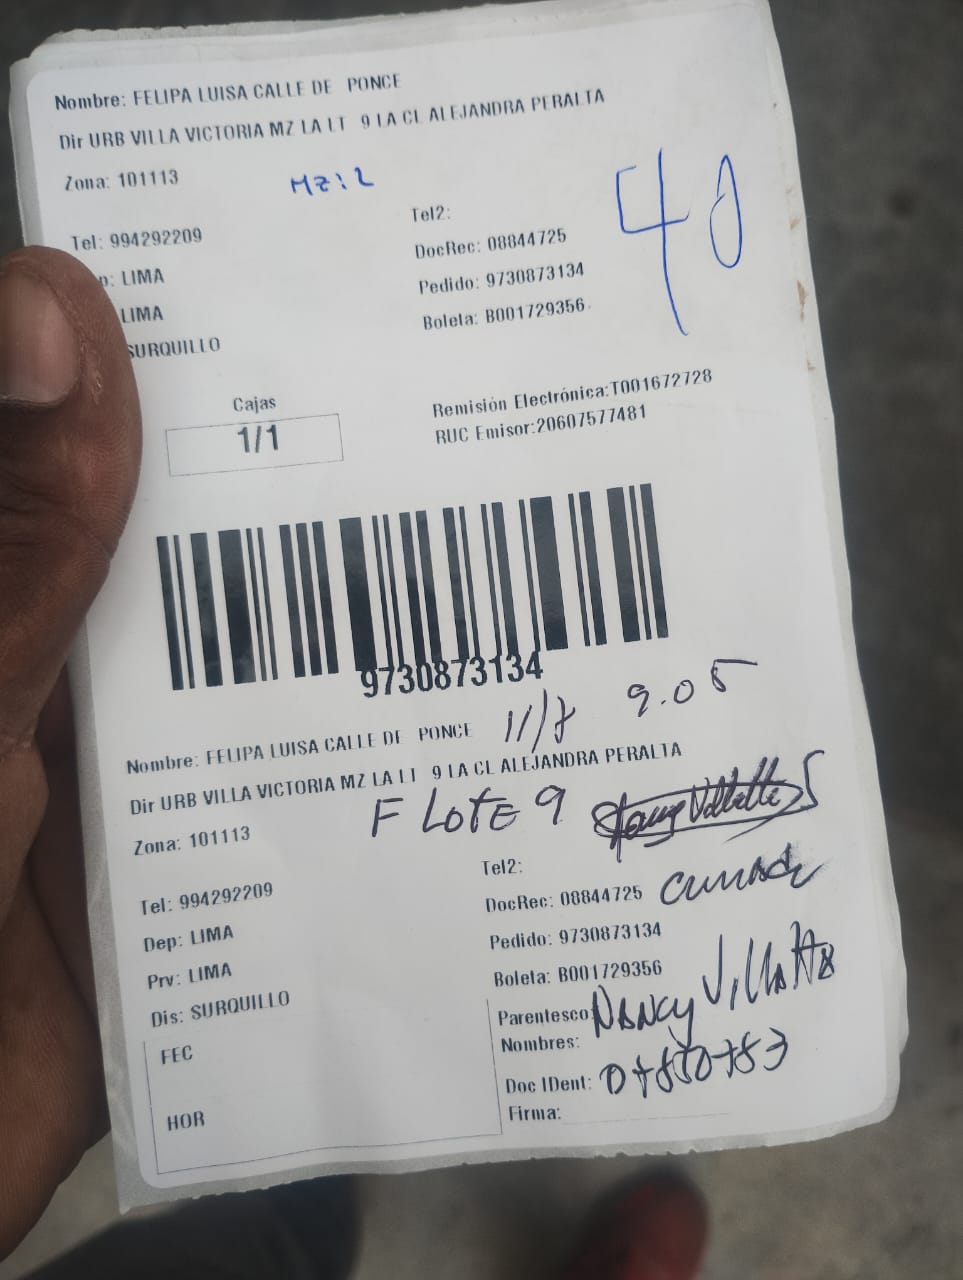 Nombre: FELIPA LUISA CALLE DE PONCE
Dir URB VILLA VICTORIA MZ LA LT 9 LA CL ALEJANDRA PERALTA
Zona: 101113
MZ: L
40
Tel: 994292209
Tel2:
DocRec: 08844725
p: LIMA
Pedido: 9730873134
LIMA
Boleta: B001729356
SURQUILLO
Cajas
1/1
Remisión Electrónica:T001672728
RUC Emisor:20607577481
9730873134
11/7 9.05
Nombre: FELIPA LUISA CALLE DE PONCE
Dir URB VILLA VICTORIA MZ LA LT 9 LA CL ALEJANDRA PERALTA
F LOTE 9
Zona: 101113
Tel2:
Tel: 994292209
DocRec: 08844725
Dep: LIMA
Pedido: 9730873134
Prv: LIMA
Boleta: B001729356
Dis: SURQUILLO
Parentesco:
Nancy Villalta
Nombres:
FEC
Doc IDent: 07850783
HOR
Firma: